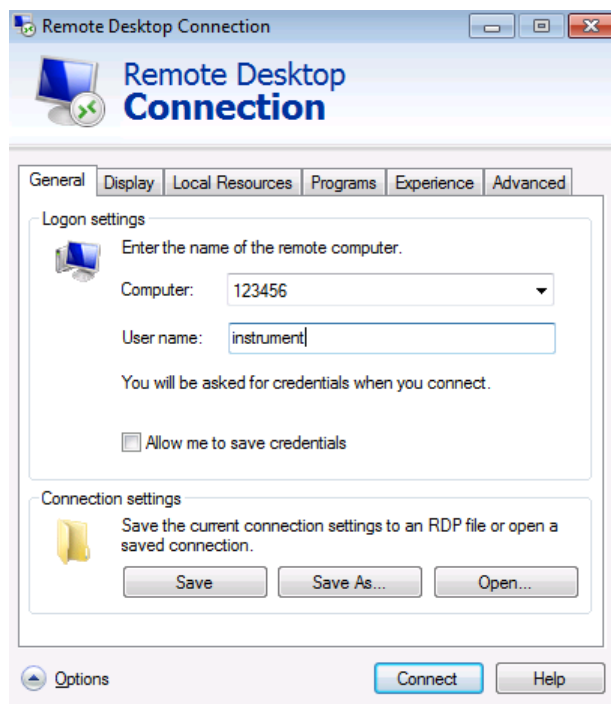 Remote Desktop Connection
Remote Desktop
Connection
General Display Local Resources Programs Experience Advanced
Logon settings
Enter the name of the remote computer.
Computer: 123456
User name: instrument
You will be asked for credentials when you connect.
Allow me to save credentials
Connection settings
Save the current connection settings to an RDP file or open a
saved connection.
Save Save As... Open...
Options Connect Help